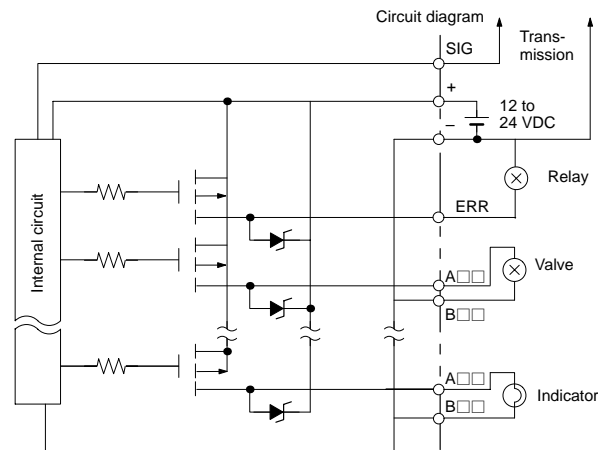 Circuit diagram
SIG
Trans-
mission
+
12 to
24 VDC
–
Relay
ERR
Internal circuit
Valve
A□□
B□□
A□□
B□□
Indicator